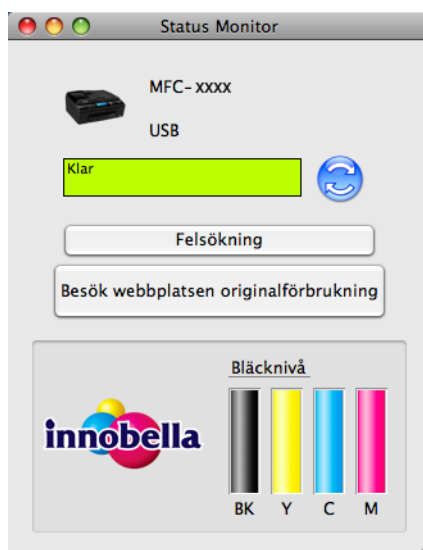 Status Monitor
MFC- xxxx
USB
Klar
Felsökning
Besök webbplatsen originalförbrukning
Bläcknivå
innobella
BK Y C M